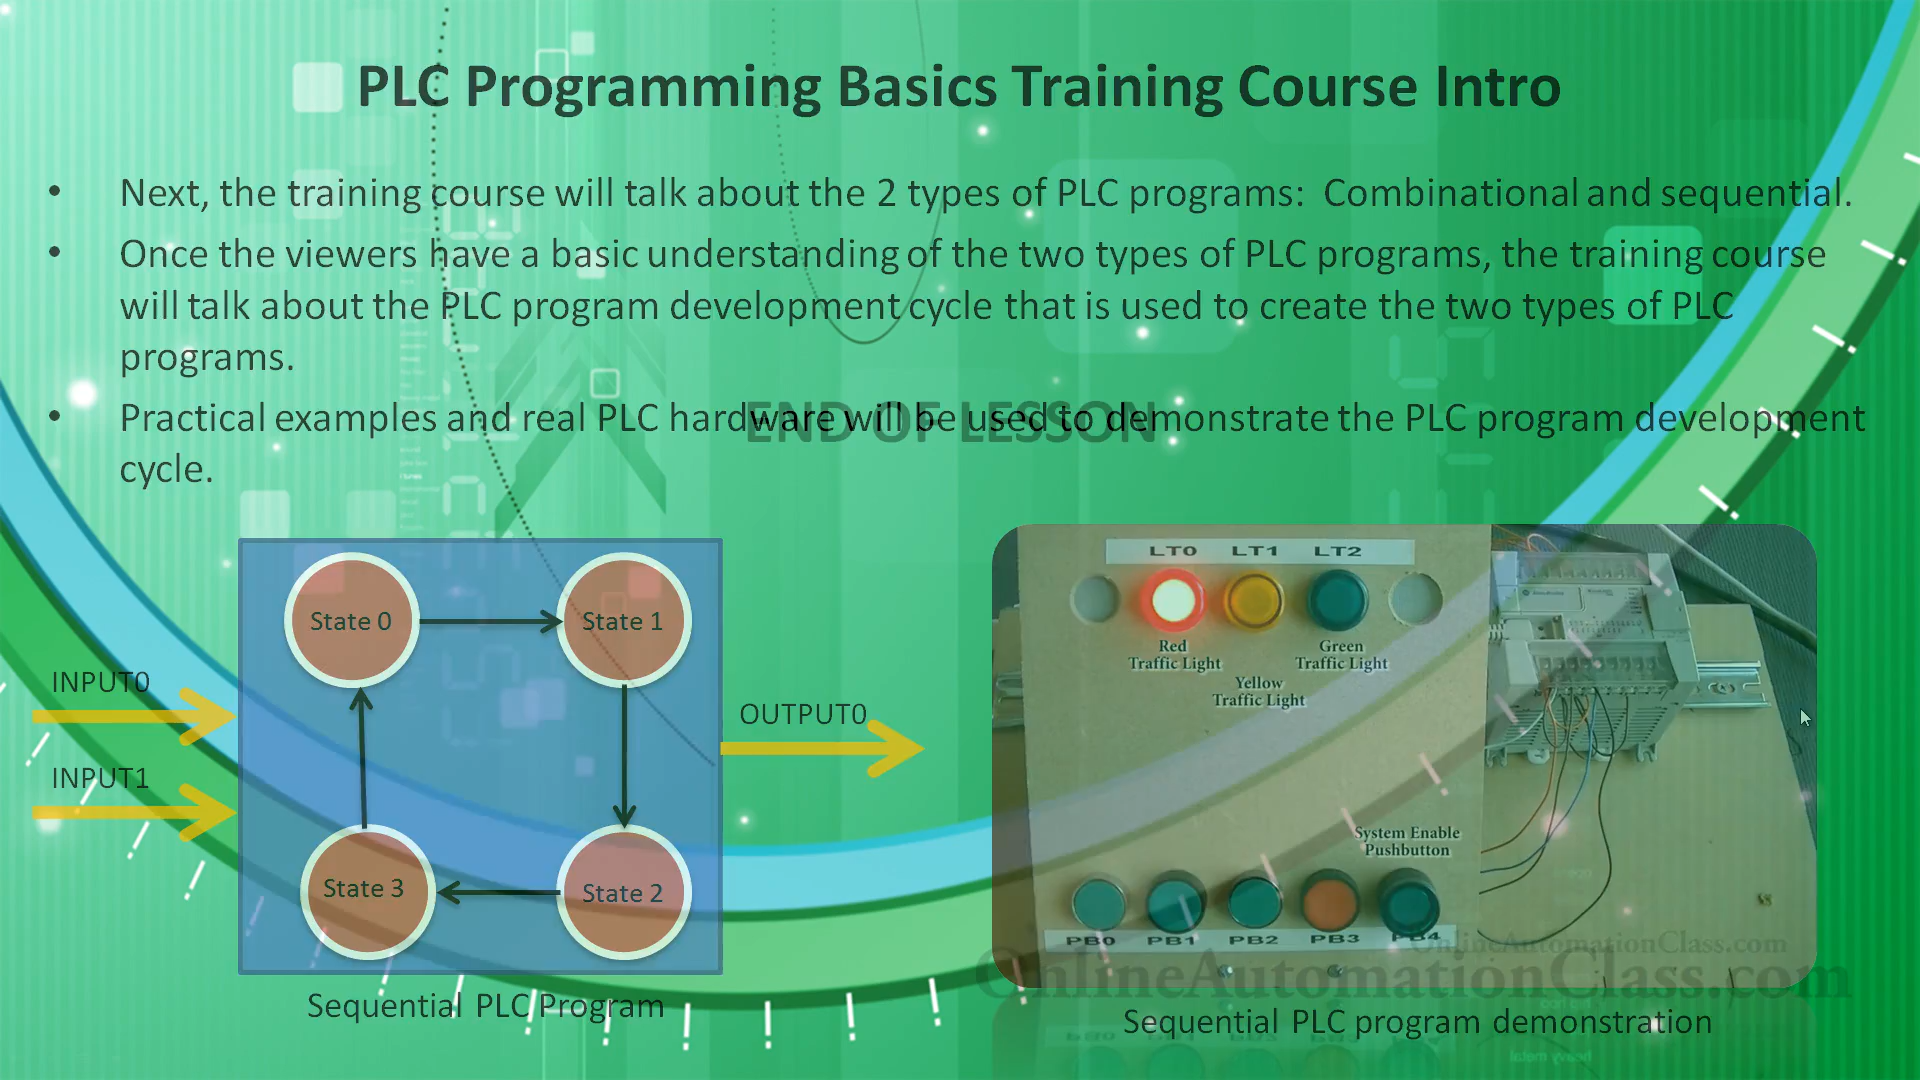 PLC Programming Basics Training Course Intro
• Next, the training course will talk about the 2 types of PLC programs: Combinational and sequential.
• Once the viewers have a basic understanding of the two types of PLC programs, the training course
will talk about the PLC program development cycle that is used to create the two types of PLC
programs.
• Practical examples and real PLC hardware will be used to demonstrate the PLC program development
cycle.
END OF LESSON
State 0
State 1
State 3
State 2
INPUT0
INPUT1
OUTPUT0
Sequential PLC Program
LT0 LT1 LT2
Red
Traffic Light
Yellow
Traffic Light
Green
Traffic Light
System Enable
Pushbutton
PB0 PB1 PB2 PB3 PB4
OnlineAutomationClass.com
OnlineAutomationClass.com
Sequential PLC program demonstration